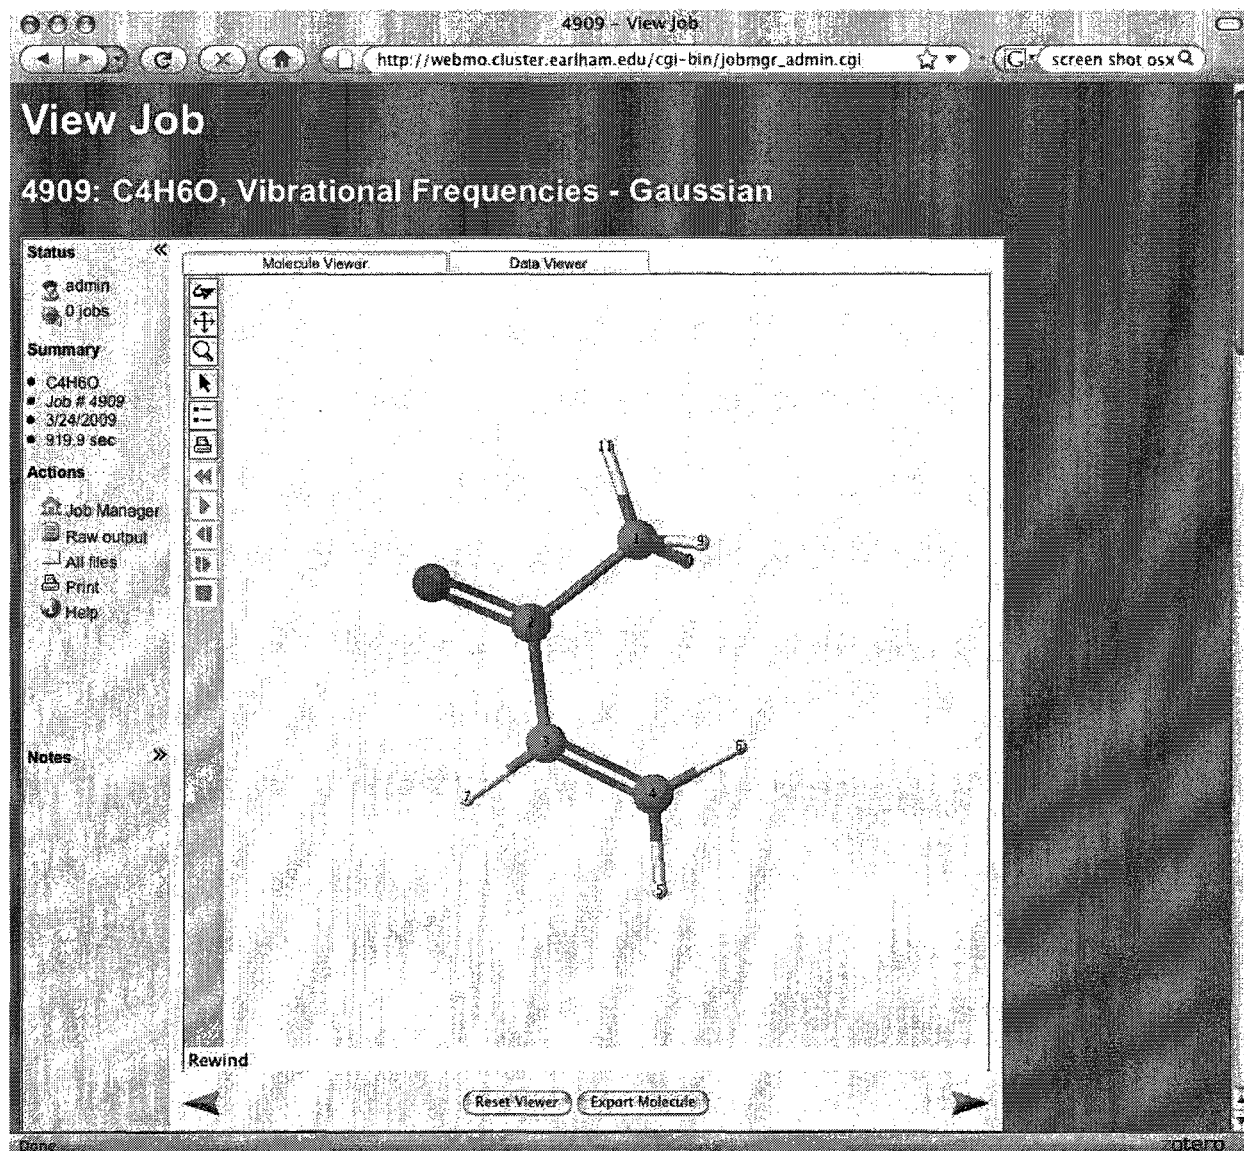 4909 - View Job
http://webmo.cluster.earlham.edu/cgi-bin/jobmgr_admin.cgi
G screen shot osx
View Job
4909: C4H6O, Vibrational Frequencies - Gaussian
Status «
Molecule Viewer Data Viewer
admin
0 jobs
Summary
C4H6O
Job # 4909
3/24/2009
919.9 sec
Actions
Job Manager
Raw output
All files
Print
Help
Notes »
1
9
2
3
6
7
4
5
Rewind
Reset Viewer Export Molecule
Done zotero